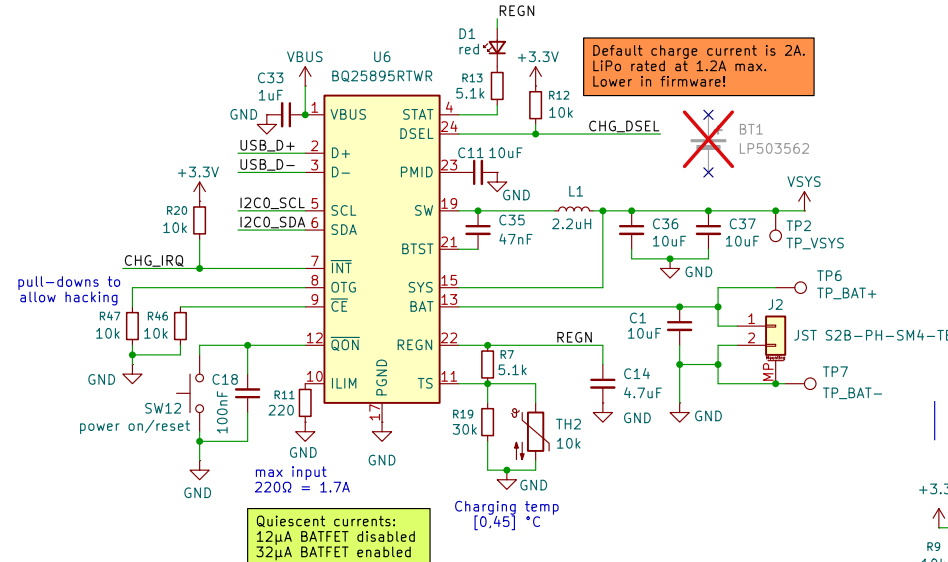 REGN
D1
red
VBUS
U6
BQ25895RTWR
C33
1uF
GND
R13
5.1k
+3.3V
R12
10k
Default charge current is 2A.
LiPo rated at 1.2A max.
Lower in firmware!
1
VBUS
STAT
4
DSEL
24
CHG_DSEL
BT1
LP503562
USB_D+
2
D+
USB_D-
3
D-
PMID
23
C11
10uF
GND
+3.3V
R20
10k
I2C0_SCL
5
SCL
I2C0_SDA
6
SDA
SW
19
C35
47nF
L1
2.2uH
BTST
21
C36
10uF
C37
10uF
GND
VSYS
TP2
TP_VSYS
CHG_IRQ
7
INT
pull-downs to
allow hacking
8
OTG
9
CE
SYS
15
BAT
13
TP6
TP_BAT+
R47
10k
R46
10k
GND
C1
10uF
J2
1
2
JST S2B-PH-SM4-TB
MP
12
QON
REGN
22
REGN
R7
5.1k
C14
4.7uF
GND
GND
TP7
TP_BAT-
SW12
power on/reset
C18
100nF
10
ILIM
R11
220
GND
PGND
17
GND
TS
11
R19
30k
TH2
10k
GND
GND
max input
220Ω = 1.7A
Charging temp
[0,45] °C
Quiescent currents:
12µA BATFET disabled
32µA BATFET enabled
+3.3
R9